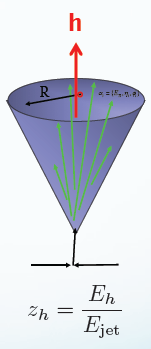 h
R
z_h = E_h / E_jet